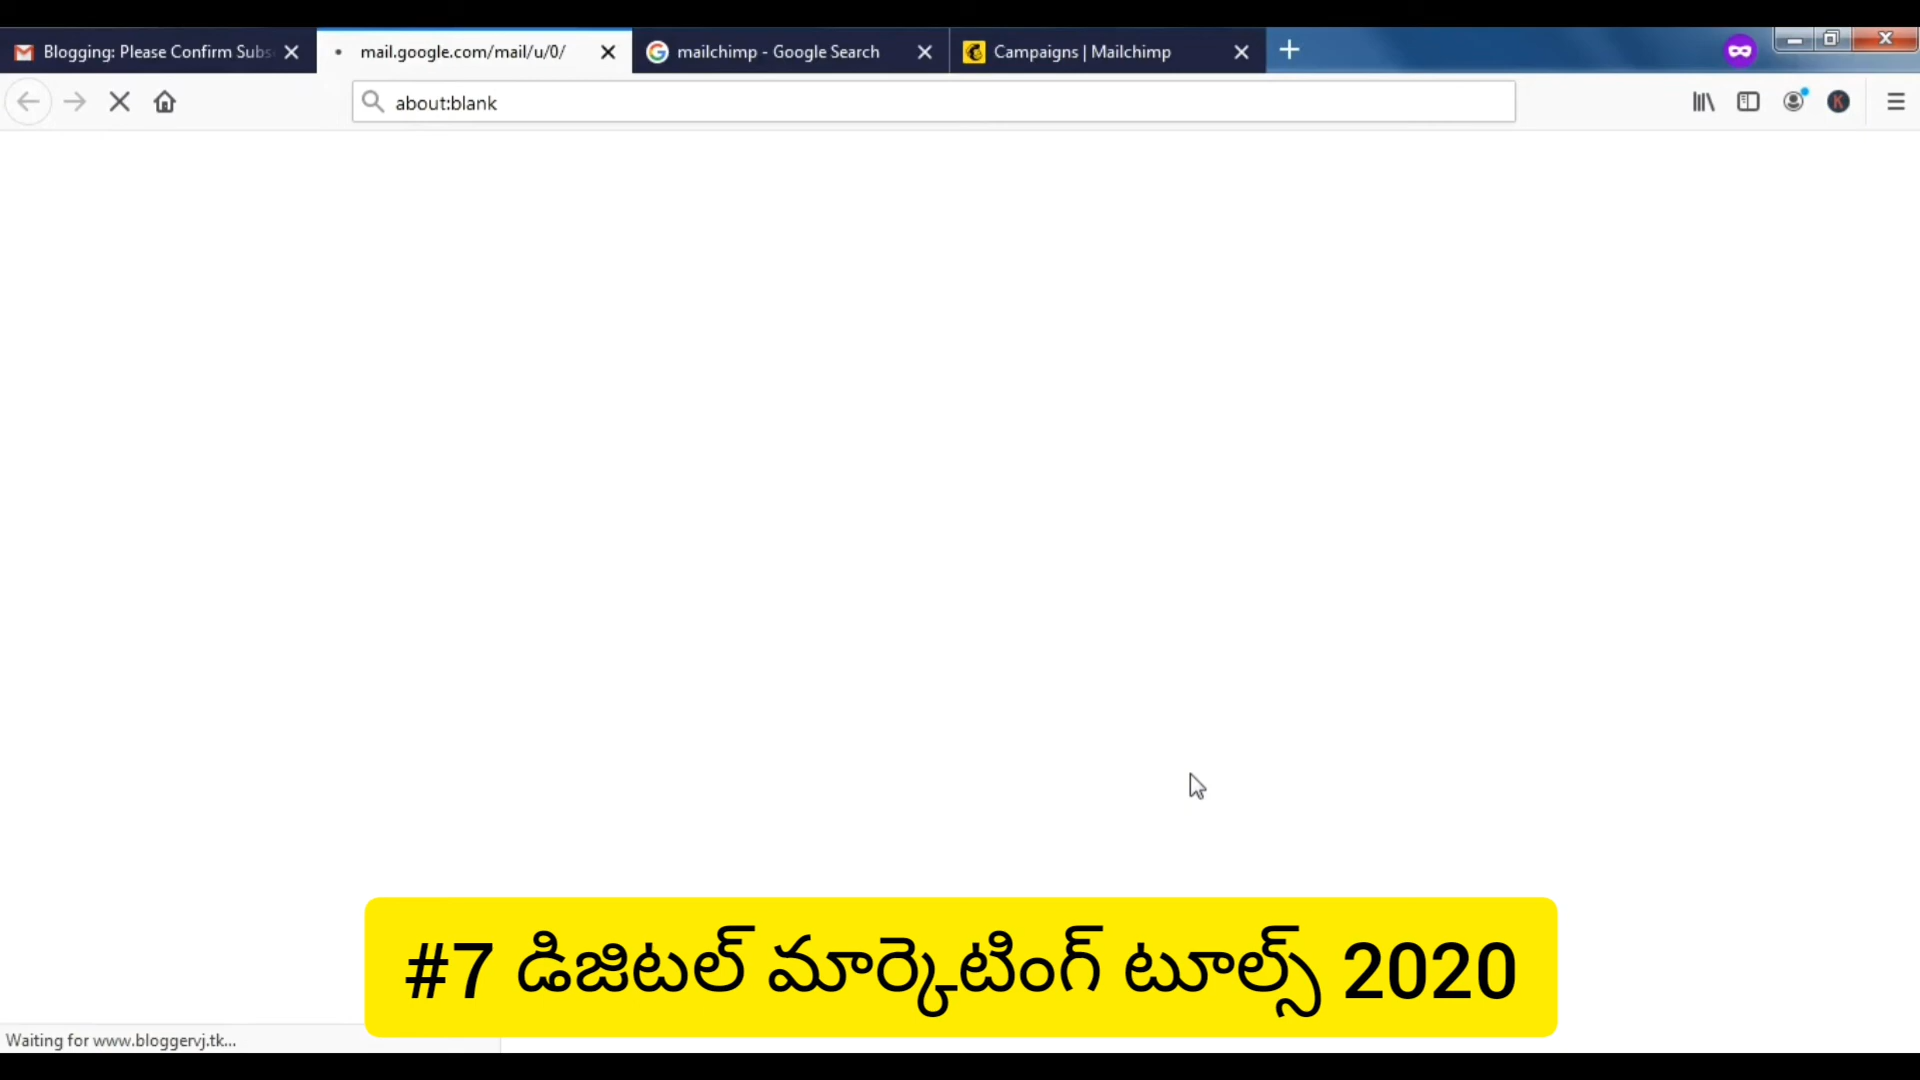 Blogging: Please Confirm Subs
mail.google.com/mail/u/0/
mailchimp - Google Search
Campaigns | Mailchimp
about:blank
K
#7 డిజిటల్ మార్కెటింగ్ టూల్స్ 2020
Waiting for www.bloggervj.tk...